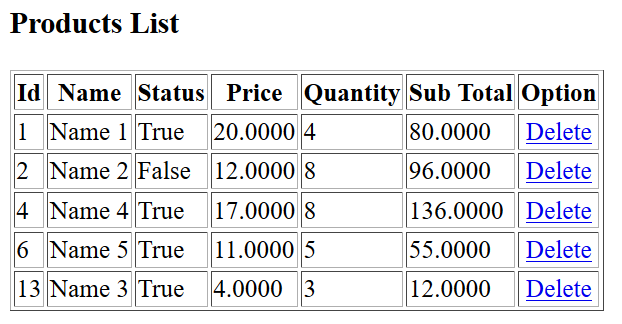 Products List
Id Name Status Price Quantity Sub Total Option
1 Name 1 True 20.0000 4 80.0000 Delete
2 Name 2 False 12.0000 8 96.0000 Delete
4 Name 4 True 17.0000 8 136.0000 Delete
6 Name 5 True 11.0000 5 55.0000 Delete
13 Name 3 True 4.0000 3 12.0000 Delete